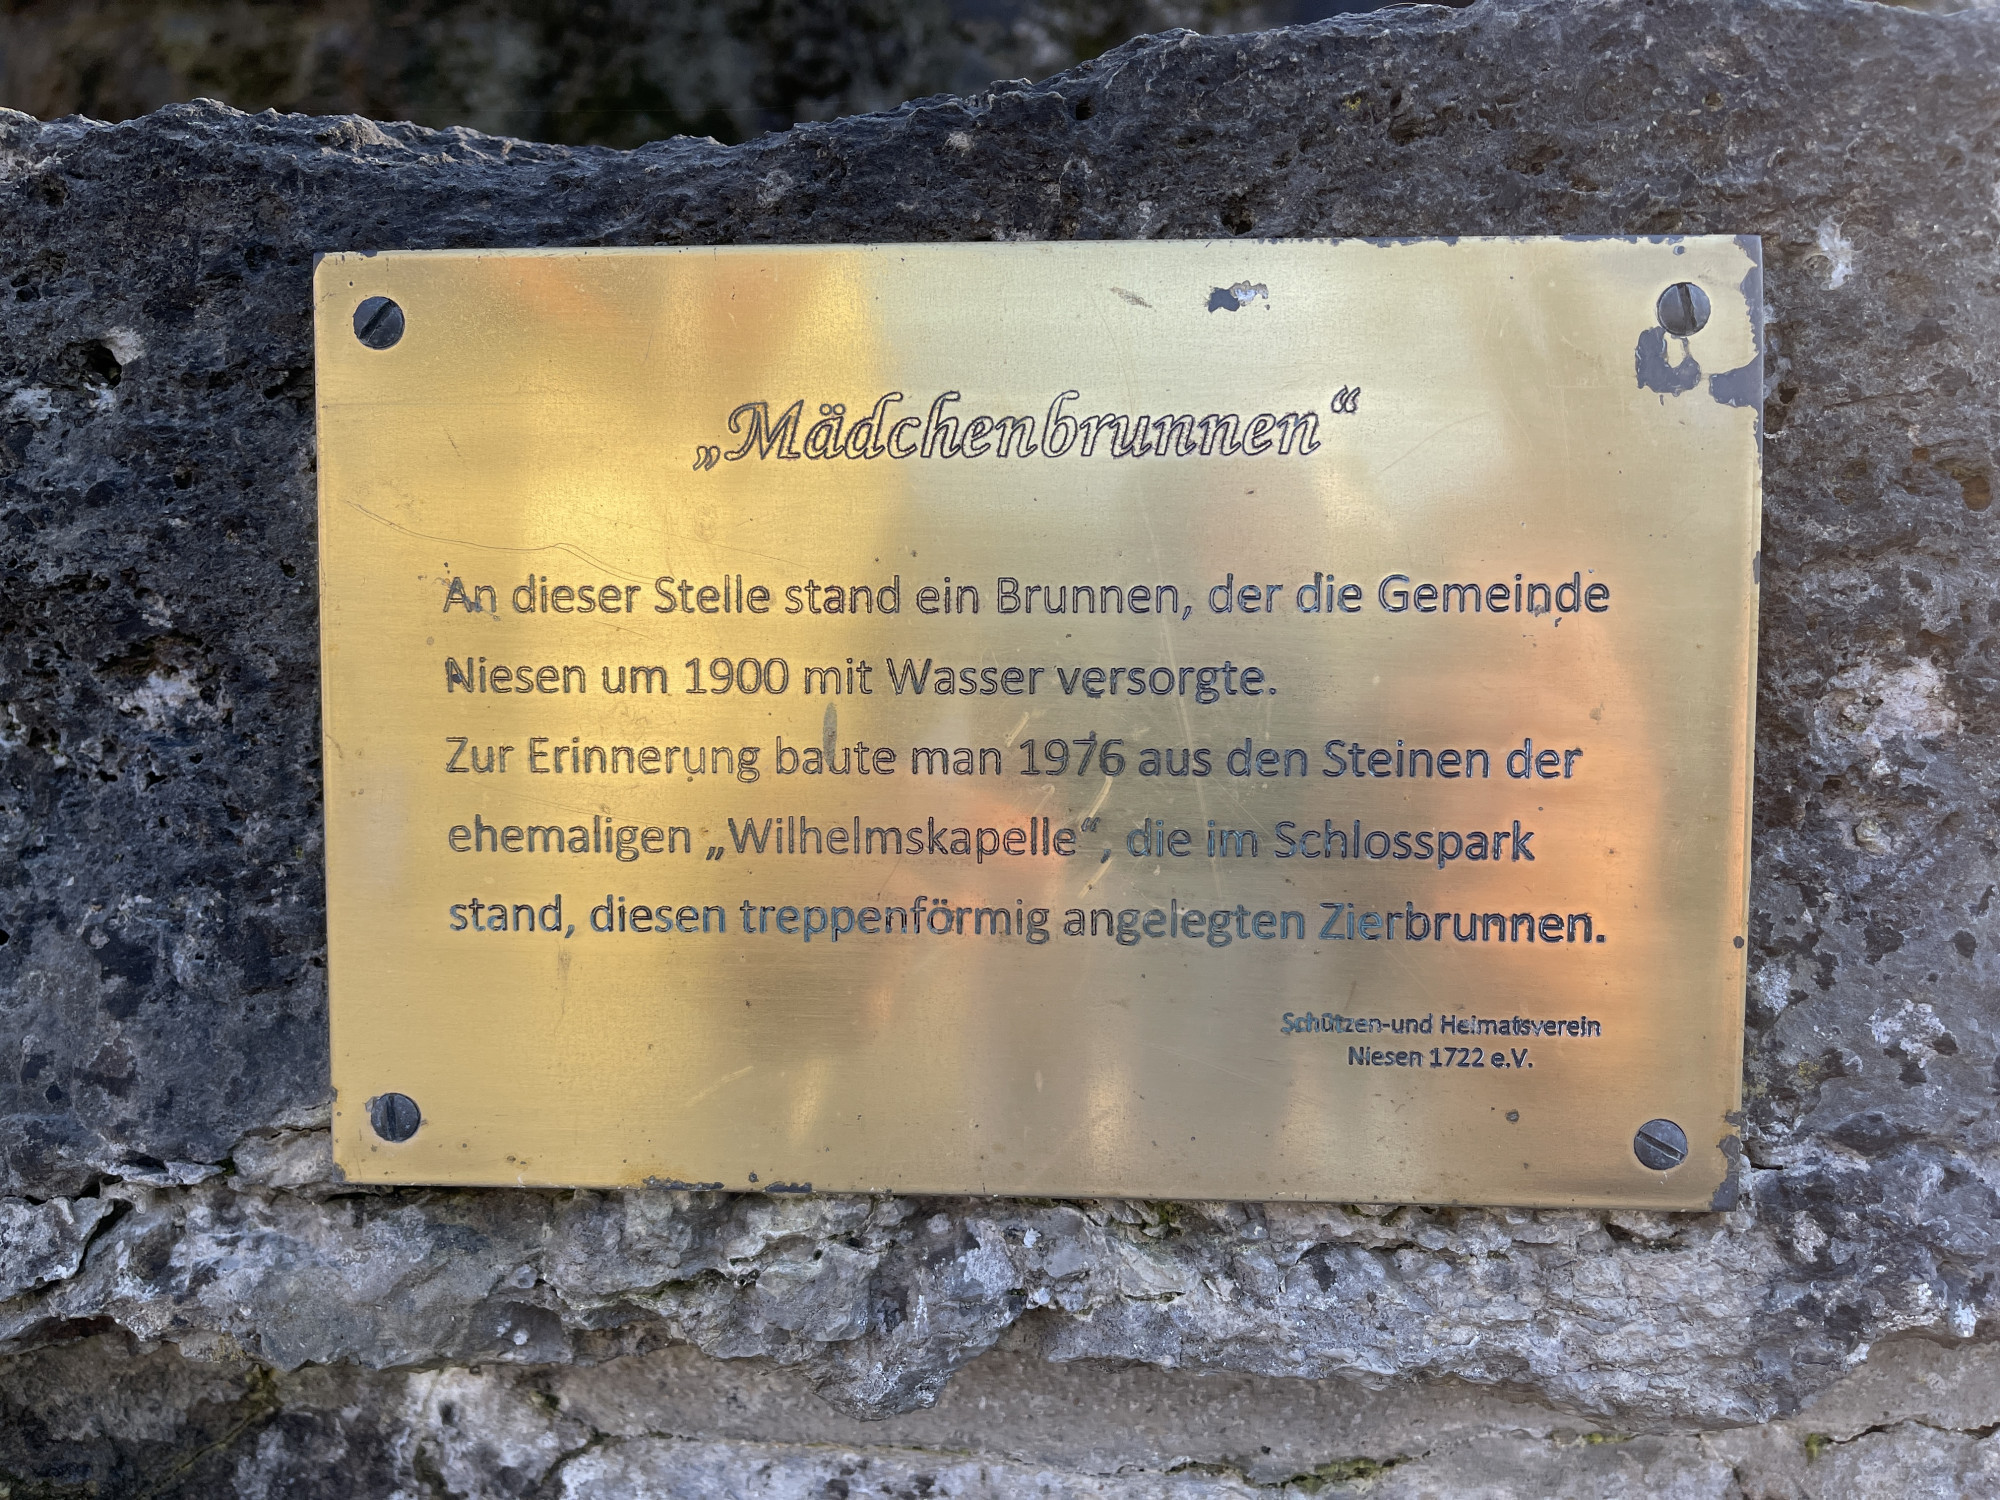 „Mädchenbrunnen“
An dieser Stelle stand ein Brunnen, der die Gemeinde
Niesen um 1900 mit Wasser versorgte.
Zur Erinnerung baute man 1976 aus den Steinen der
ehemaligen „Wilhelmskapelle“, die im Schlosspark
stand, diesen treppenförmig angelegten Zierbrunnen.
Schützen-und Heimatsverein
Niesen 1722 e.V.